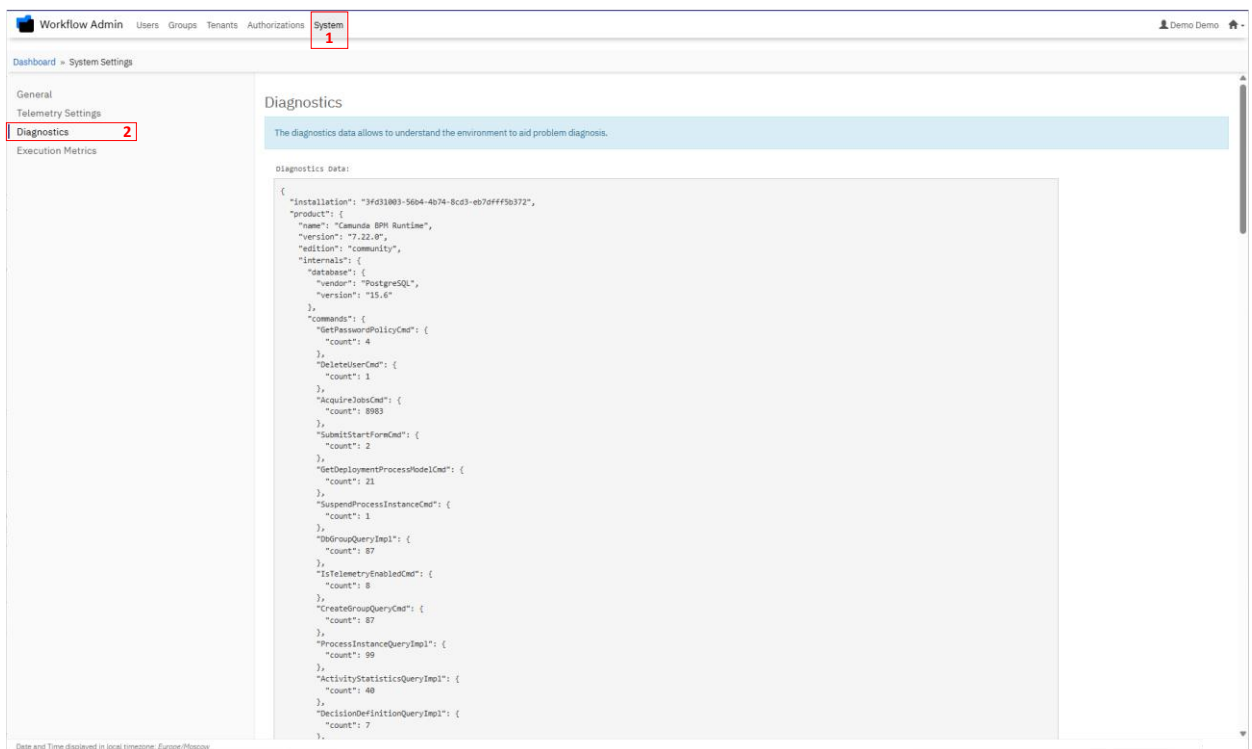 Workflow Admin Users Groups Tenants Authorizations System Demo Demo
1
Dashboard » System Settings
General
Telemetry Settings
Diagnostics 2
Execution Metrics
Diagnostics
The diagnostics data allows to understand the environment to aid problem diagnosis.
Diagnostics Data:
{
"installation": "3fd31003-56b4-4b74-8cd3-eb7dfff5b372",
"product": {
"name": "Camunda BPM Runtime",
"version": "7.22.0",
"edition": "community",
"internals": {
"database": {
"vendor": "PostgreSQL",
"version": "15.6"
},
"commands": {
"GetPasswordPolicyCmd": {
"count": 4
},
"DeleteUserCmd": {
"count": 1
},
"AcquireJobsCmd": {
"count": 8983
},
"SubmitStartFormCmd": {
"count": 2
},
"GetDeploymentProcessModelCmd": {
"count": 21
},
"SuspendProcessInstanceCmd": {
"count": 1
},
"DbGroupQueryImpl": {
"count": 87
},
"IsTelemetryEnabledCmd": {
"count": 8
},
"CreateGroupQueryCmd": {
"count": 87
},
"ProcessInstanceQueryImpl": {
"count": 99
},
"ActivityStatisticsQueryImpl": {
"count": 40
},
"DecisionDefinitionQueryImpl": {
"count": 7
},
Date and Time displayed in local timezone: Europe/Moscow